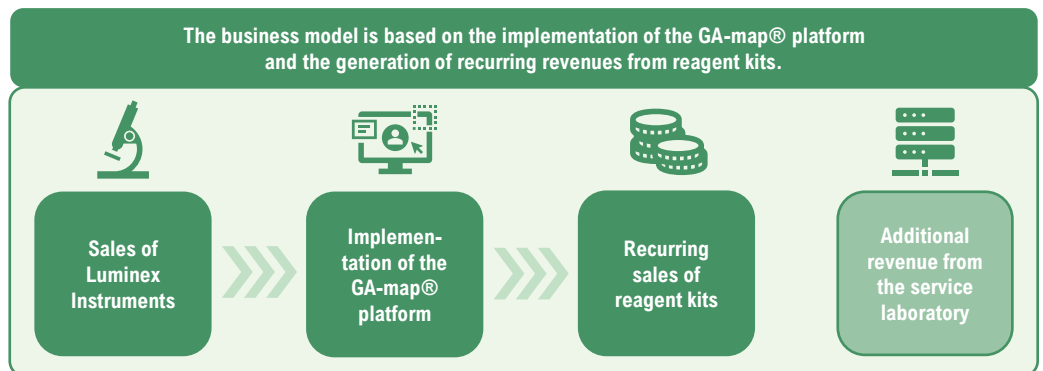 The business model is based on the implementation of the GA-map® platform
and the generation of recurring revenues from reagent kits.
Sales of
Luminex
Instruments
Implemen-
tation of the
GA-map®
platform
Recurring
sales of
reagent kits
Additional
revenue from
the service
laboratory